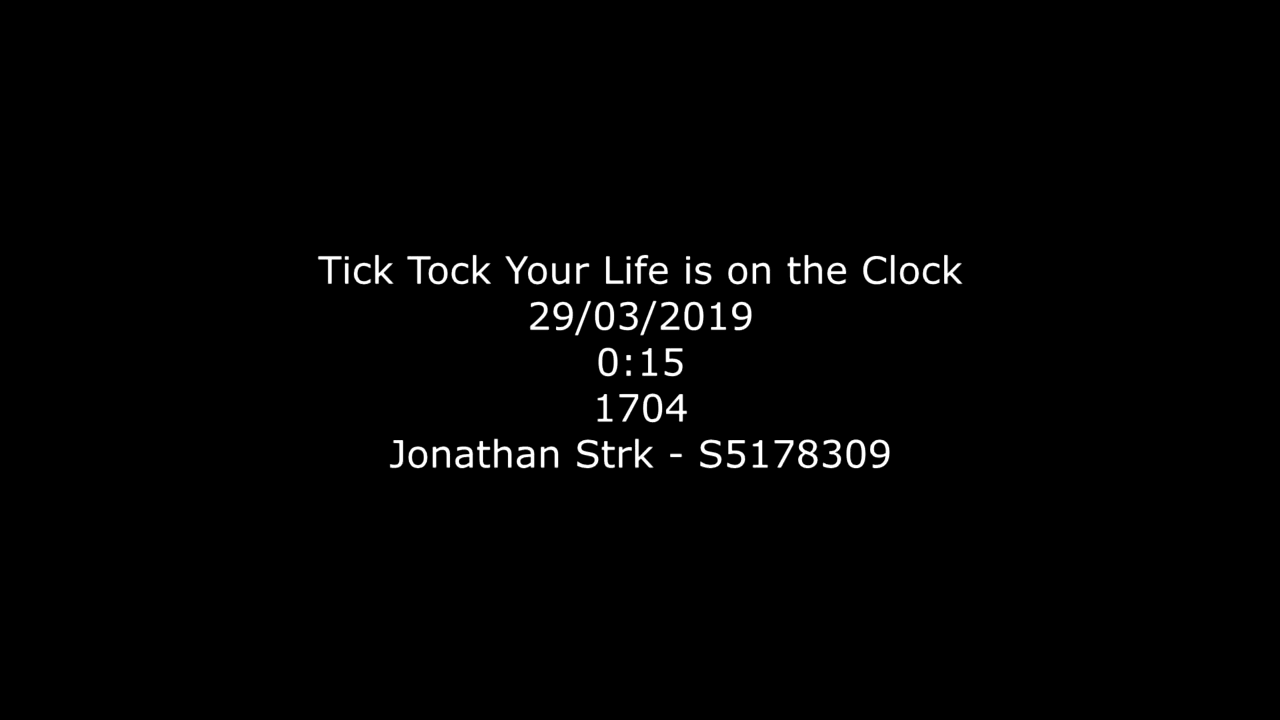 Tick Tock Your Life is on the Clock
29/03/2019
0:15
1704
Jonathan Strk - S5178309